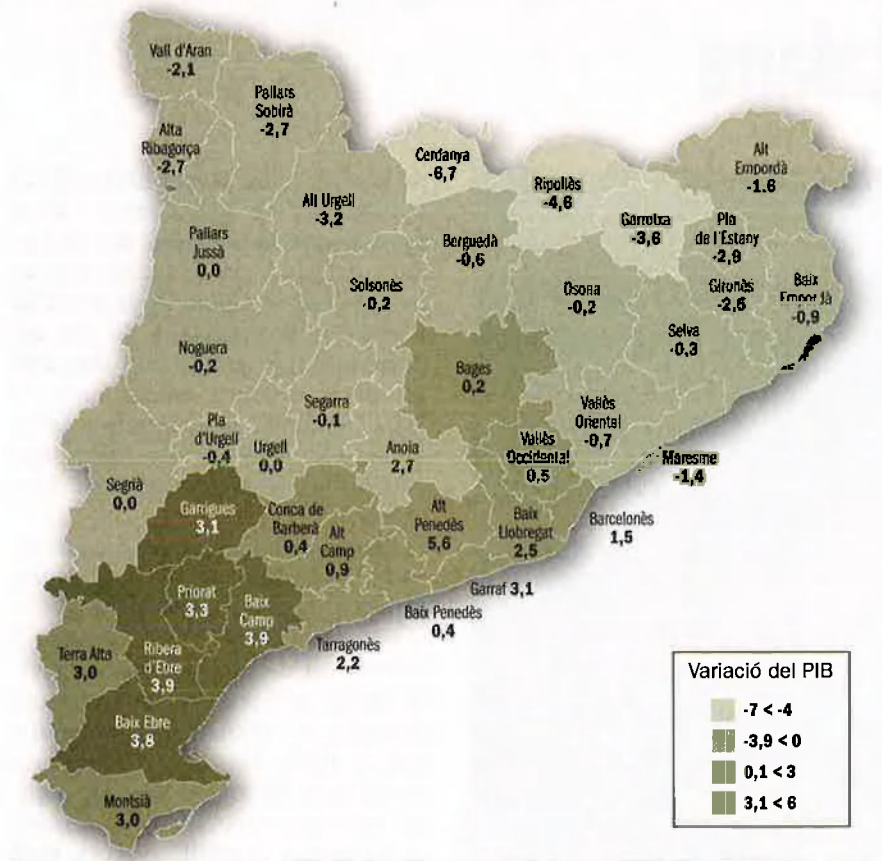 Vall d'Aran
-2,1
Pallars
Sobirà
-2,7
Alta
Ribagorça
-2,7
Cerdanya
-6,7
Ripollès
-4,6
Garrotxa
-3,6
Alt
Empordà
-1.6
Alt Urgell
-3,2
Pallars
Jussà
0,0
Berguedà
-0,6
Pla
de l'Estany
-2,9
Solsonès
-0,2
Osona
-0,2
Gironès
-2,5
Baix
Empordà
-0,9
Selva
-0,3
Noguera
-0,2
Bages
0,2
Segarra
-0,1
Pla
d'Urgell
-0,4
Urgell
0,0
Anoia
2,7
Vallès
Oriental
-0,7
Vallès
Occidental
0,5
Maresme
-1,4
Segrià
0,0
Garrigues
3,1
Conca de
Barberà
0,4
Alt
Camp
0,9
Alt
Penedès
5,6
Baix
Llobregat
2,5
Barcelonès
1,5
Priorat
3,3
Baix
Camp
3,9
Garraf 3,1
Baix Penedès
0,4
Tarragonès
2,2
Terra Alta
3,0
Ribera
d'Ebre
3,9
Baix Ebre
3,8
Montsià
3,0
Variació del PIB
-7 < -4
-3,9 < 0
0,1 < 3
3,1 < 6